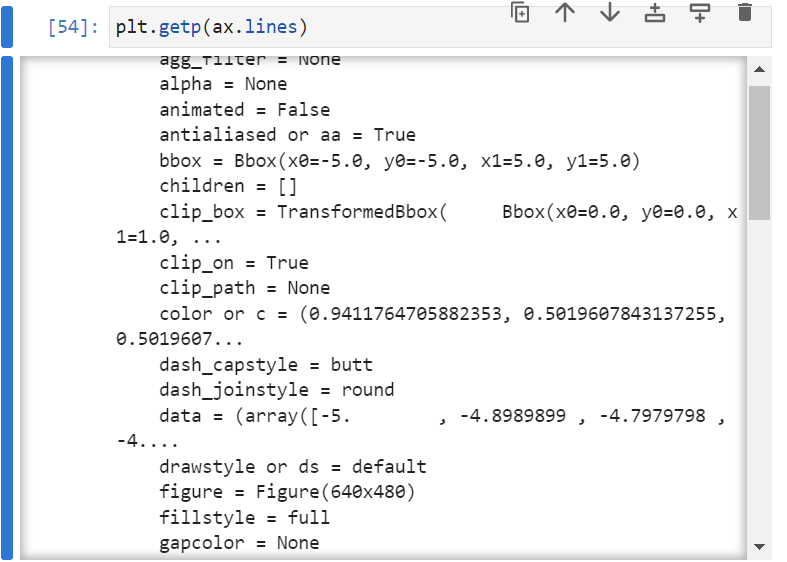 [54]: plt.getp(ax.lines)
agg_filter = None
alpha = None
animated = False
antialiased or aa = True
bbox = Bbox(x0=-5.0, y0=-5.0, x1=5.0, y1=5.0)
children = []
clip_box = TransformedBbox(     Bbox(x0=0.0, y0=0.0, x
1=1.0, ...
clip_on = True
clip_path = None
color or c = (0.9411764705882353, 0.5019607843137255,
0.5019607...
dash_capstyle = butt
dash_joinstyle = round
data = (array([-5.        , -4.8989899 , -4.7979798 ,
-4....
drawstyle or ds = default
figure = Figure(640x480)
fillstyle = full
gapcolor = None